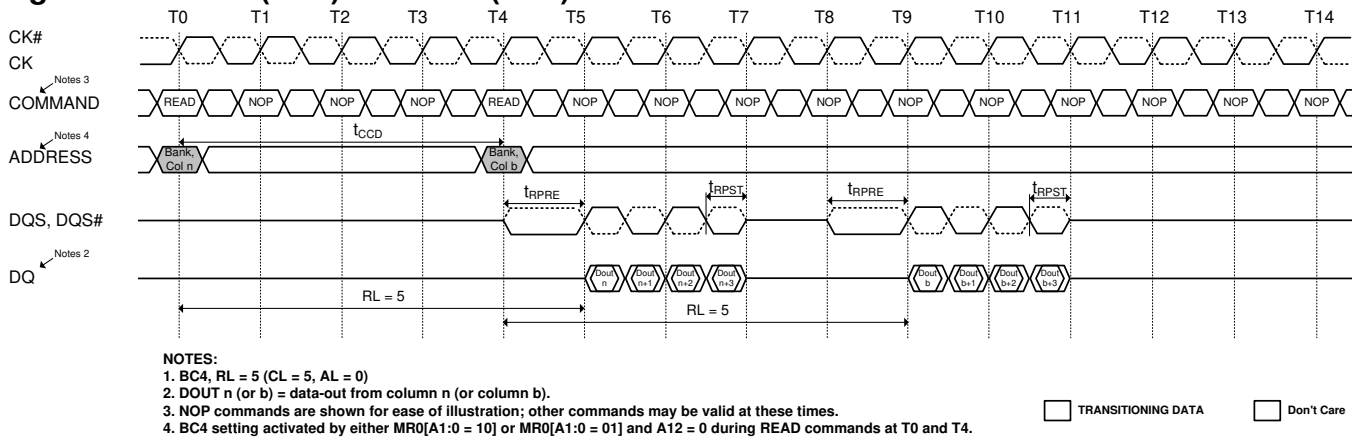 T0 T1 T2 T3 T4 T5 T6 T7 T8 T9 T10 T11 T12 T13 T14
CK#
CK
Notes 3
COMMAND READ NOP NOP NOP READ NOP NOP NOP NOP NOP NOP NOP NOP NOP NOP
tCCD
Notes 4
ADDRESS
Bank, Col n
Bank, Col b
tRPRE tRPST tRPRE tRPST
DQS, DQS#
Notes 2
DQ
Dout n Dout n+1 Dout n+2 Dout n+3 Dout b Dout b+1 Dout b+2 Dout b+3
RL = 5
RL = 5
NOTES:
1. BC4, RL = 5 (CL = 5, AL = 0)
2. DOUT n (or b) = data-out from column n (or column b).
3. NOP commands are shown for ease of illustration; other commands may be valid at these times.
4. BC4 setting activated by either MR0[A1:0 = 10] or MR0[A1:0 = 01] and A12 = 0 during READ commands at T0 and T4.
TRANSITIONING DATA Don't Care